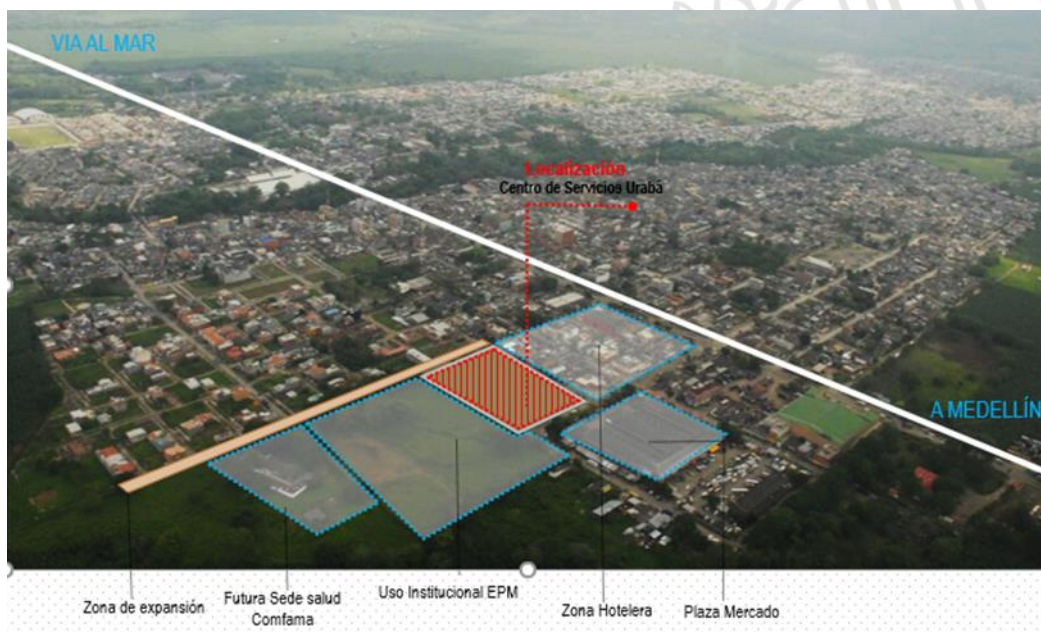 VIA AL MAR
Localización
Centro de Servicios Urabá
A MEDELLÍN
Zona de expansión
Futura Sede salud
Comfama
Uso Institucional EPM
Zona Hotelera
Plaza Mercado